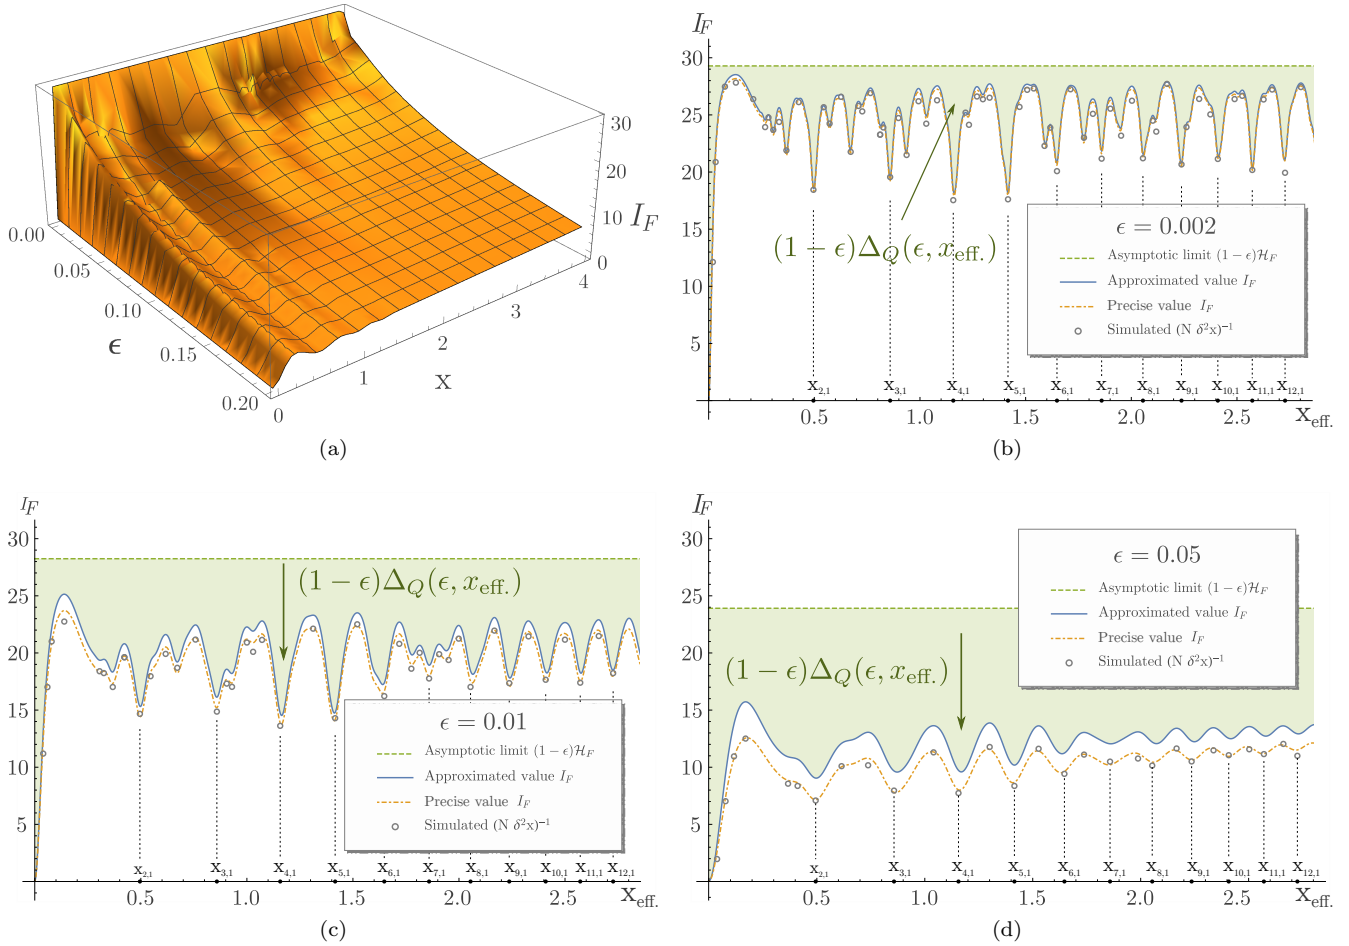 0.00
0.05
0.10
0.15
0.20
ϵ
0
1
2
3
4
x
30
20
10
0
I_F
(a)
I_F
30
25
20
15
10
5
(1 − ϵ)Δ_Q(ϵ, x_eff.)
ϵ = 0.002
Asymptotic limit (1 − ϵ)ℋ_F
Approximated value I_F
Precise value I_F
Simulated (N δ²x)⁻¹
x_2,1 x_3,1 x_4,1 x_5,1 x_6,1 x_7,1 x_8,1 x_9,1 x_10,1 x_11,1 x_12,1
0.5 1.0 1.5 2.0 2.5 x_eff.
(b)
I_F
30
25
20
15
10
5
(1 − ϵ)Δ_Q(ϵ, x_eff.)
ϵ = 0.01
Asymptotic limit (1 − ϵ)ℋ_F
Approximated value I_F
Precise value I_F
Simulated (N δ²x)⁻¹
x_2,1 x_3,1 x_4,1 x_5,1 x_6,1 x_7,1 x_8,1 x_9,1 x_10,1 x_11,1 x_12,1
0.5 1.0 1.5 2.0 2.5 x_eff.
(c)
I_F
30
25
20
15
10
5
ϵ = 0.05
Asymptotic limit (1 − ϵ)ℋ_F
Approximated value I_F
Precise value I_F
Simulated (N δ²x)⁻¹
(1 − ϵ)Δ_Q(ϵ, x_eff.)
x_2,1 x_3,1 x_4,1 x_5,1 x_6,1 x_7,1 x_8,1 x_9,1 x_10,1 x_11,1 x_12,1
0.5 1.0 1.5 2.0 2.5 x_eff.
(d)